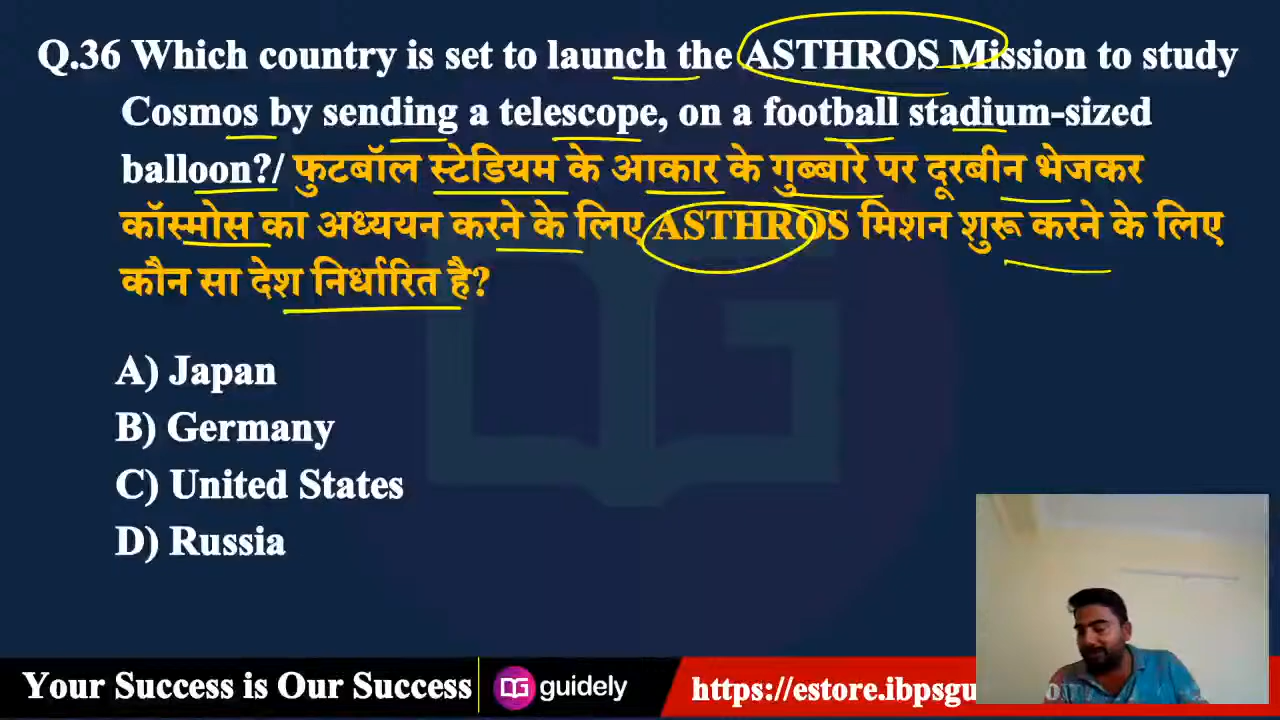 Q.36 Which country is set to launch the ASTHROS Mission to study
Cosmos by sending a telescope, on a football stadium-sized
balloon?/ फुटबॉल स्टेडियम के आकार के गुब्बारे पर दूरबीन भेजकर
कॉस्मोस का अध्ययन करने के लिए ASTHROS मिशन शुरू करने के लिए
कौन सा देश निर्धारित है?
A) Japan
B) Germany
C) United States
D) Russia
Your Success is Our Success
guidely
https://estore.ibpsgu